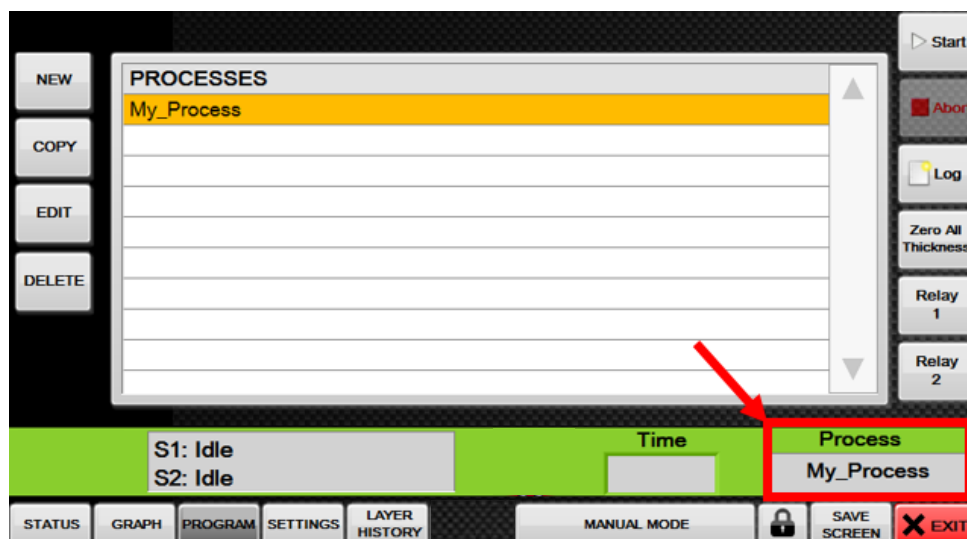 Start
NEW
PROCESSES
My_Process
Abor
COPY
Log
EDIT
Zero All
Thickness
DELETE
Relay
1
Relay
2
Time
Process
S1: Idle
My_Process
S2: Idle
STATUS
GRAPH
PROGRAM
SETTINGS
LAYER
HISTORY
MANUAL MODE
SAVE
SCREEN
EXIT